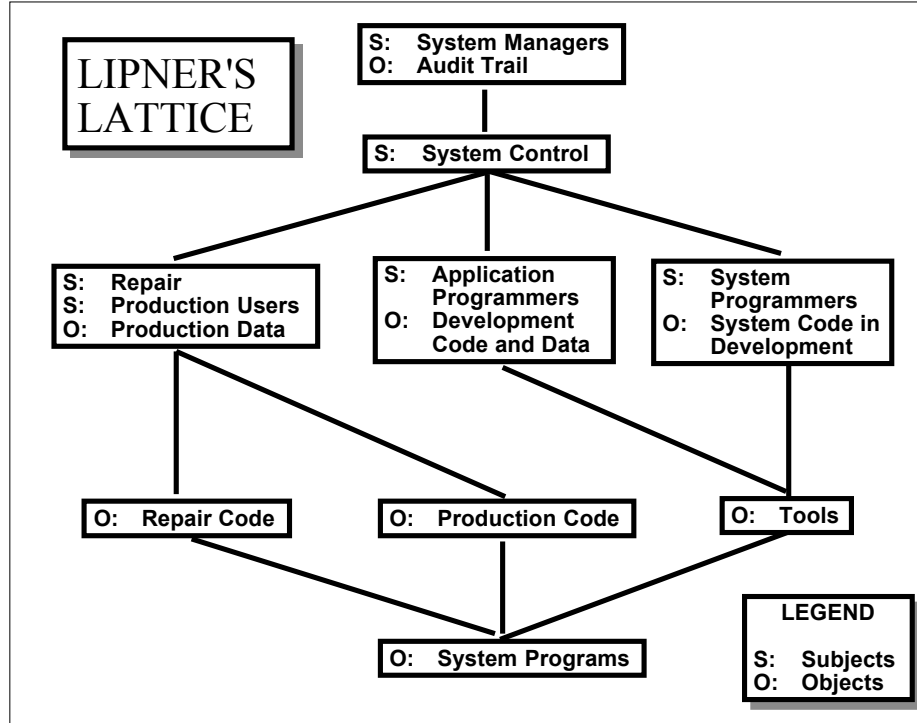 LIPNER'S
LATTICE
S: System Managers
O: Audit Trail
S: System Control
S: Repair
S: Production Users
O: Production Data
S: Application
Programmers
O: Development
Code and Data
S: System
Programmers
O: System Code in
Development
O: Repair Code
O: Production Code
O: Tools
O: System Programs
LEGEND
S: Subjects
O: Objects